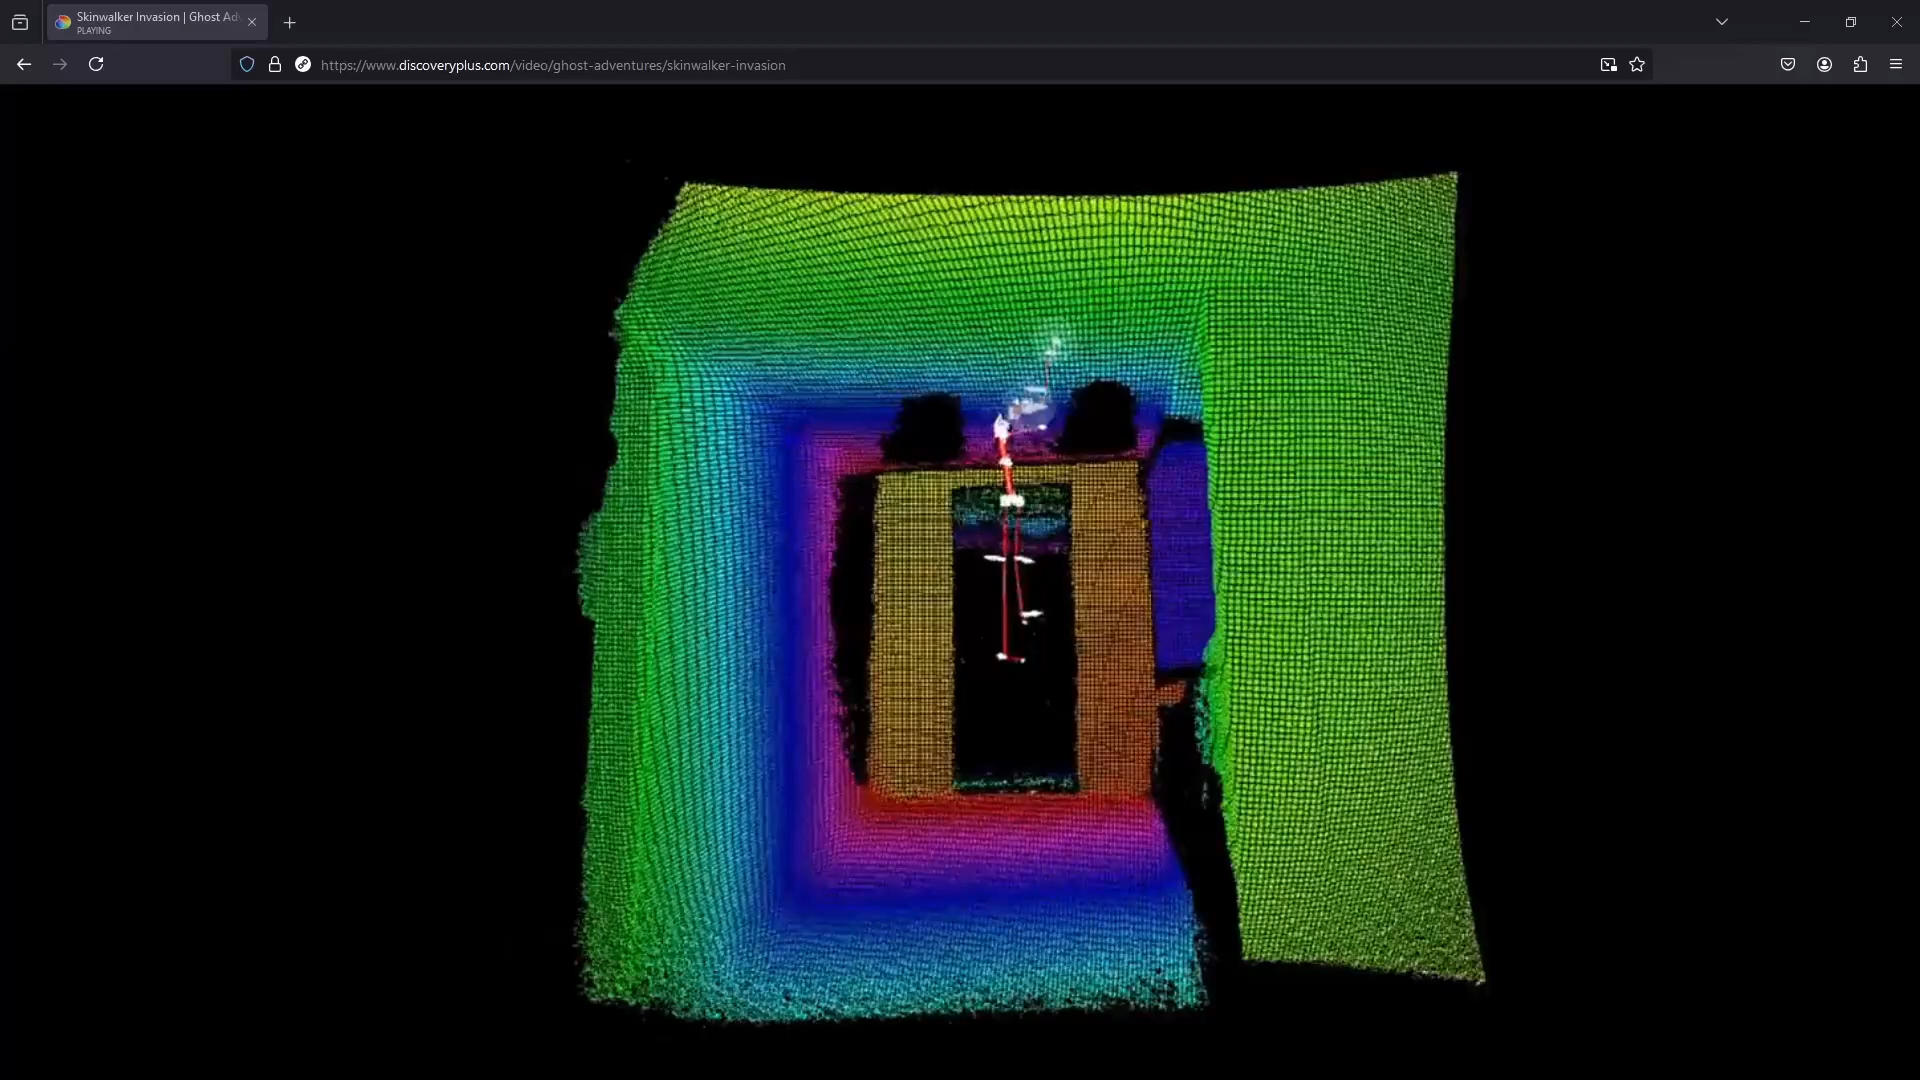 Skinwalker Invasion | Ghost Ad
PLAYING
https://www.discoveryplus.com/video/ghost-adventures/skinwalker-invasion